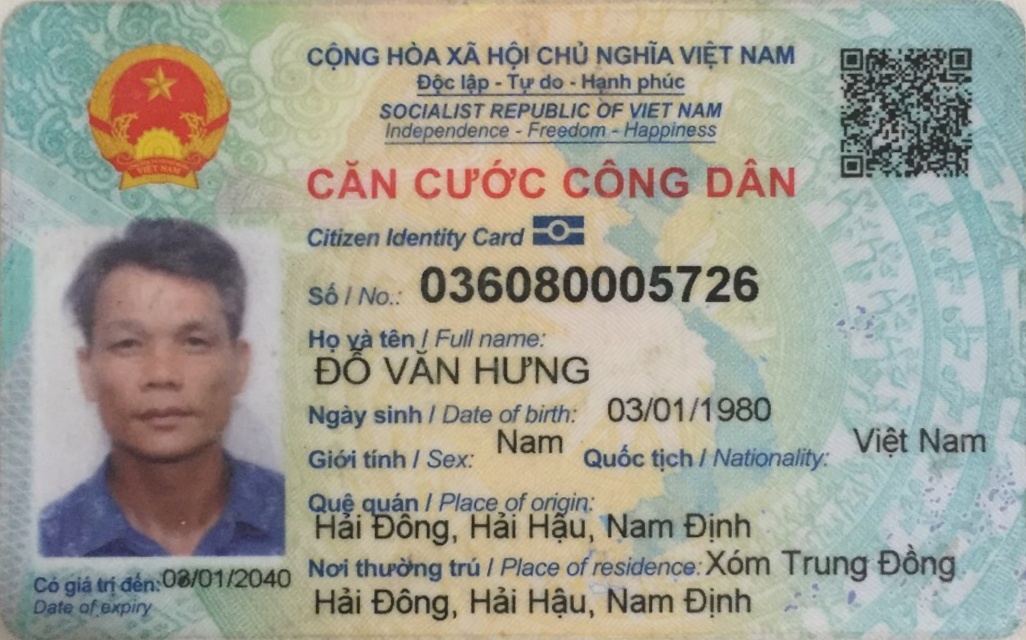 CỘNG HÒA XÃ HỘI CHỦ NGHĨA VIỆT NAM
Độc lập - Tự do - Hạnh phúc
SOCIALIST REPUBLIC OF VIET NAM
Independence - Freedom - Happiness
CĂN CƯỚC CÔNG DÂN
Citizen Identity Card
Số / No.: 036080005726
Họ và tên / Full name:
ĐỖ VĂN HƯNG
Ngày sinh / Date of birth: 03/01/1980
Giới tính / Sex: Nam Quốc tịch / Nationality: Việt Nam
Quê quán / Place of origin:
Hải Đông, Hải Hậu, Nam Định
Nơi thường trú / Place of residence: Xóm Trung Đồng
Hải Đông, Hải Hậu, Nam Định
Có giá trị đến: 03/01/2040
Date of expiry
VIỆT NAM